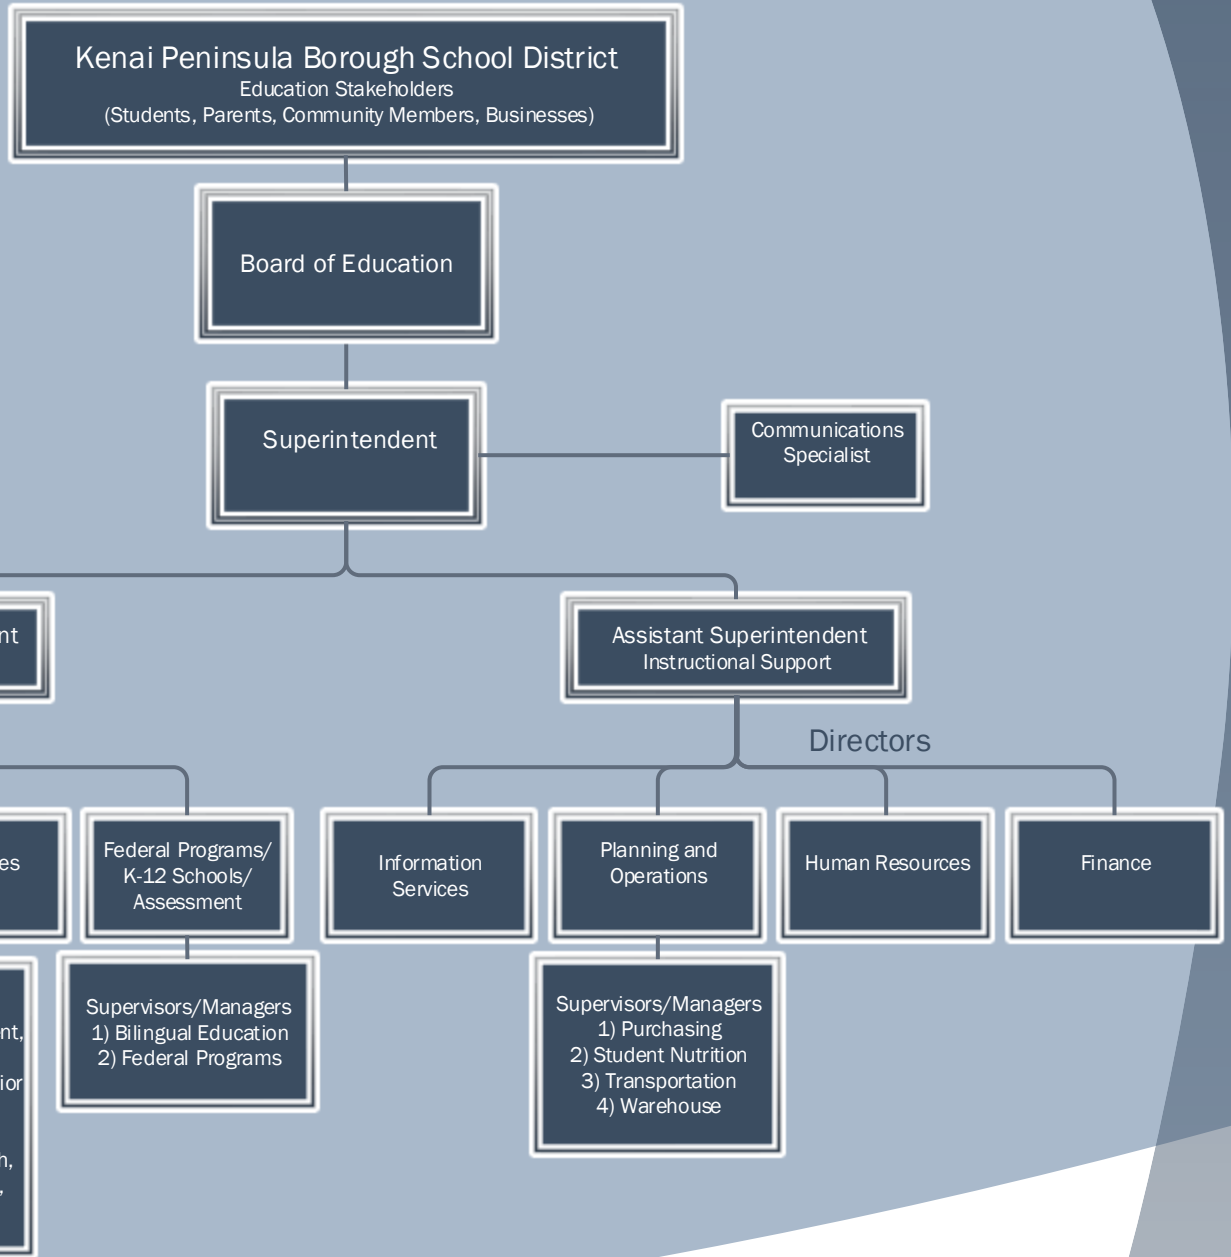 Kenai Peninsula Borough School District
Education Stakeholders
(Students, Parents, Community Members, Businesses)
Board of Education
Superintendent
Communications
Specialist
Assistant Superintendent
Instructional Support
Directors
Federal Programs/
K-12 Schools/
Assessment
Information
Services
Planning and
Operations
Human Resources
Finance
Supervisors/Managers
1) Bilingual Education
2) Federal Programs
Supervisors/Managers
1) Purchasing
2) Student Nutrition
3) Transportation
4) Warehouse